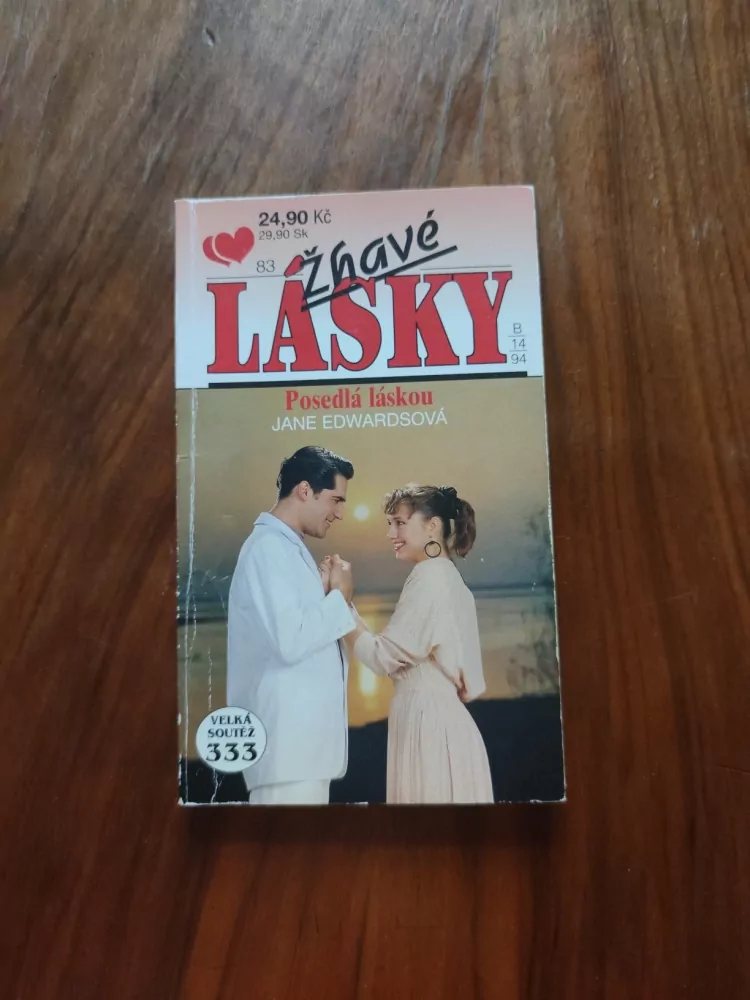 24,90 Kč
29,90 Sk
83
žhavé
LÁSKY
B
14
94
Posedlá láskou
JANE EDWARDSOVÁ
VELKÁ
SOUTĚŽ
333